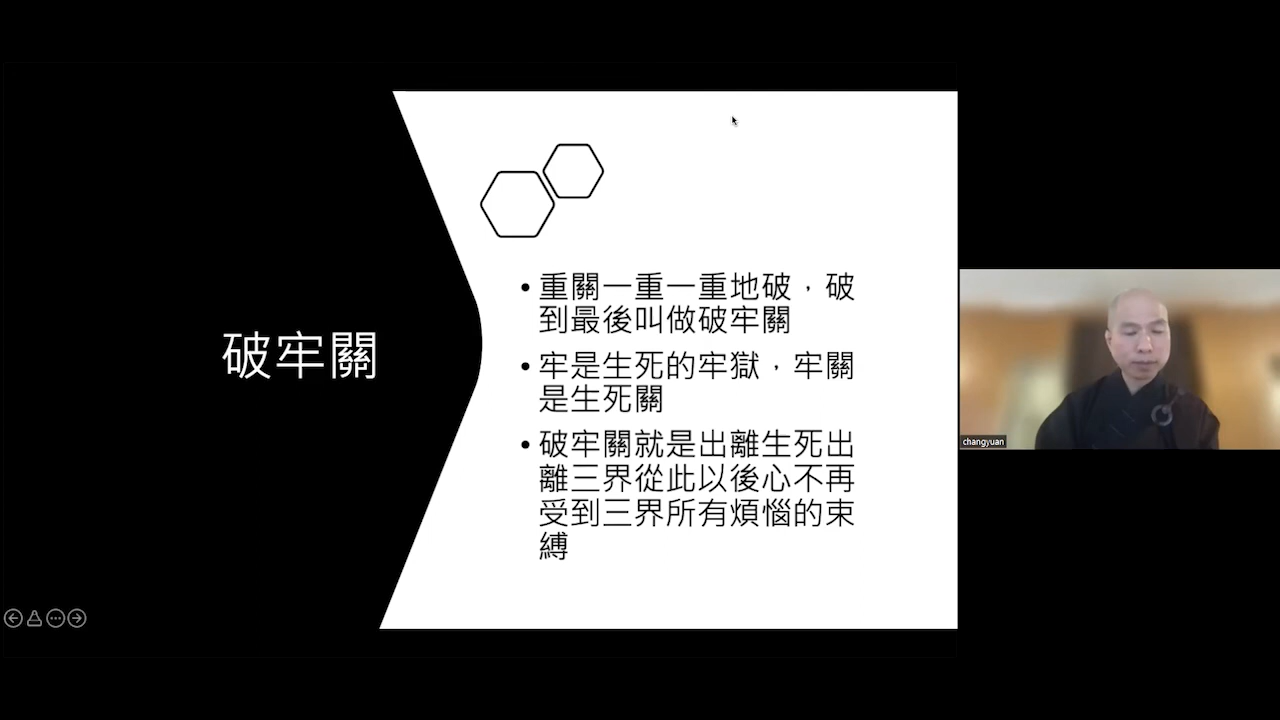 破牢關
• 重關一重一重地破，破
到最後叫做破牢關
• 牢是生死的牢獄，牢關
是生死關
• 破牢關就是出離生死出
離三界從此以後心不再
受到三界所有煩惱的束
縛
changyuan